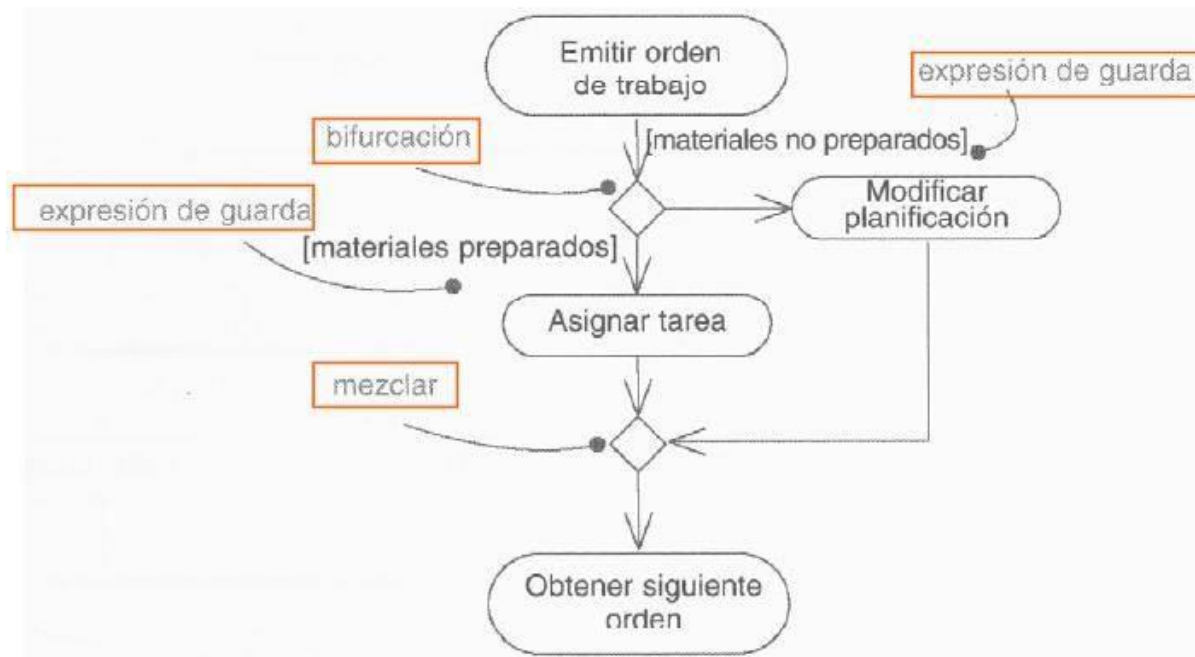 Emitir orden
de trabajo
expresión de guarda
bifurcación
[materiales no preparados]
Modificar
planificación
expresión de guarda
[materiales preparados]
Asignar tarea
mezclar
Obtener siguiente
orden